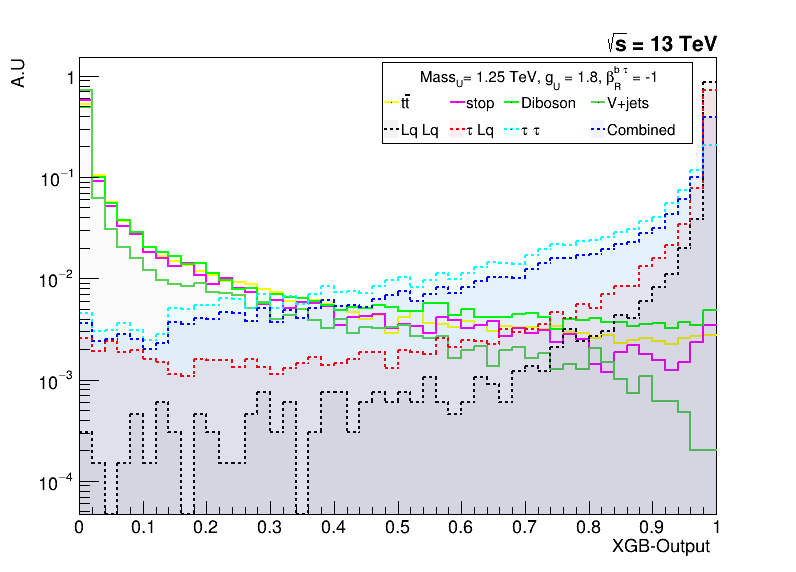 √s = 13 TeV
A.U
Mass_U = 1.25 TeV, g_U = 1.8, β_R^{b τ} = -1
tt̄ stop Diboson V+jets
Lq Lq τ Lq τ τ Combined
1
10⁻¹
10⁻²
10⁻³
10⁻⁴
0 0.1 0.2 0.3 0.4 0.5 0.6 0.7 0.8 0.9 1
XGB-Output